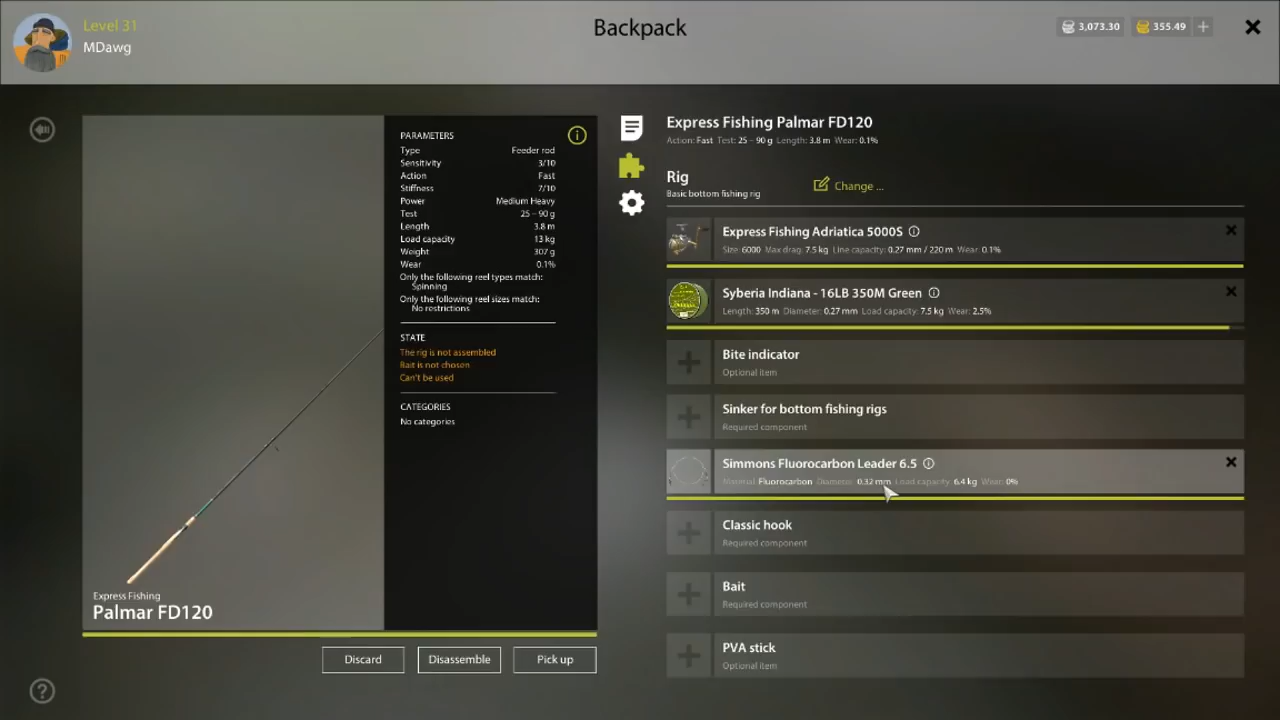 Level 31
MDawg
Backpack
3,073.30
355.49
PARAMETERS
Type Feeder rod
Sensitivity 3/10
Action Fast
Stiffness 7/10
Power Medium Heavy
Test 25 – 90 g
Length 3.8 m
Load capacity 13 kg
Weight 307 g
Wear 0.1%
Only the following reel types match:
Spinning
Only the following reel sizes match:
No restrictions
STATE
The rig is not assembled
Bait is not chosen
Can't be used
CATEGORIES
No categories
Express Fishing
Palmar FD120
Discard
Disassemble
Pick up
Express Fishing Palmar FD120
Action: Fast Test: 25 – 90 g Length: 3.8 m Wear: 0.1%
Rig
Basic bottom fishing rig
Change ...
Express Fishing Adriatica 5000S
Size: 6000 Max drag: 7.5 kg Line capacity: 0.27 mm / 220 m Wear: 0.1%
Syberia Indiana - 16LB 350M Green
Length: 350 m Diameter: 0.27 mm Load capacity: 7.5 kg Wear: 2.5%
Bite indicator
Optional item
Sinker for bottom fishing rigs
Required component
Simmons Fluorocarbon Leader 6.5
Material: Fluorocarbon Diameter: 0.32 mm Load capacity: 6.4 kg Wear: 0%
Classic hook
Required component
Bait
Required component
PVA stick
Optional item